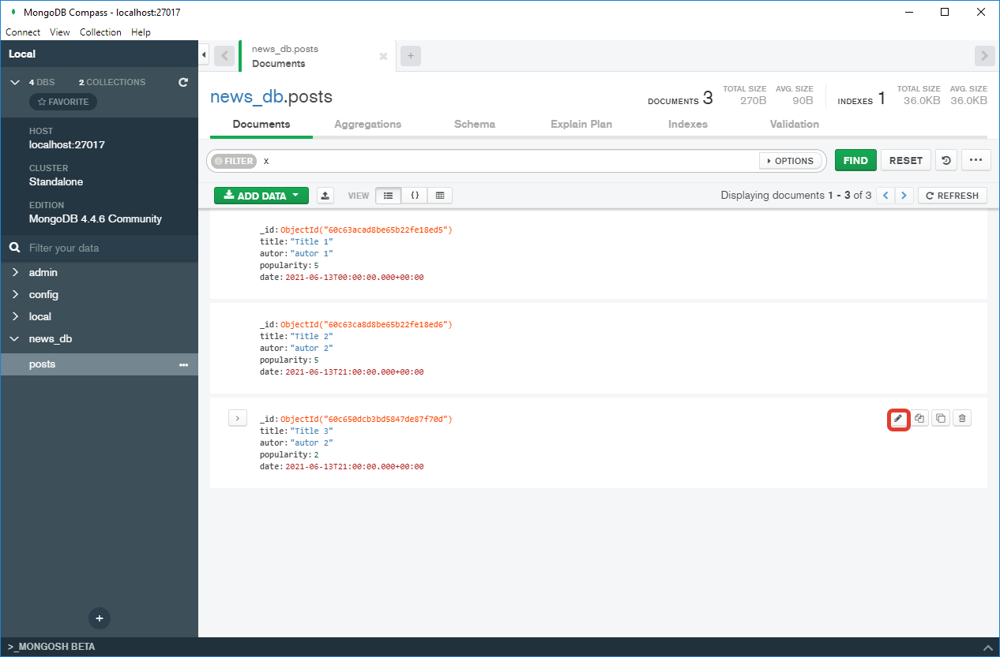 MongoDB Compass - localhost:27017
Connect View Collection Help
Local
4 DBS 2 COLLECTIONS
FAVORITE
HOST
localhost:27017
CLUSTER
Standalone
EDITION
MongoDB 4.4.6 Community
Filter your data
admin
config
local
news_db
posts
>_MONGOSH BETA
news_db.posts
Documents
news_db.posts
DOCUMENTS 3 TOTAL SIZE 270B AVG. SIZE 90B INDEXES 1 TOTAL SIZE 36.0KB AVG. SIZE 36.0KB
Documents Aggregations Schema Explain Plan Indexes Validation
FILTER x OPTIONS FIND RESET
ADD DATA VIEW {} Displaying documents 1 - 3 of 3 REFRESH
_id: ObjectId("60c63acad8be65b22fe18ed5")
title: "Title 1"
autor: "autor 1"
popularity: 5
date: 2021-06-13T00:00:00.000+00:00
_id: ObjectId("60c63ca8d8be65b22fe18ed6")
title: "Title 2"
autor: "autor 2"
popularity: 5
date: 2021-06-13T21:00:00.000+00:00
_id: ObjectId("60c650dcb3bd5847de87f70d")
title: "Title 3"
autor: "autor 2"
popularity: 2
date: 2021-06-13T21:00:00.000+00:00